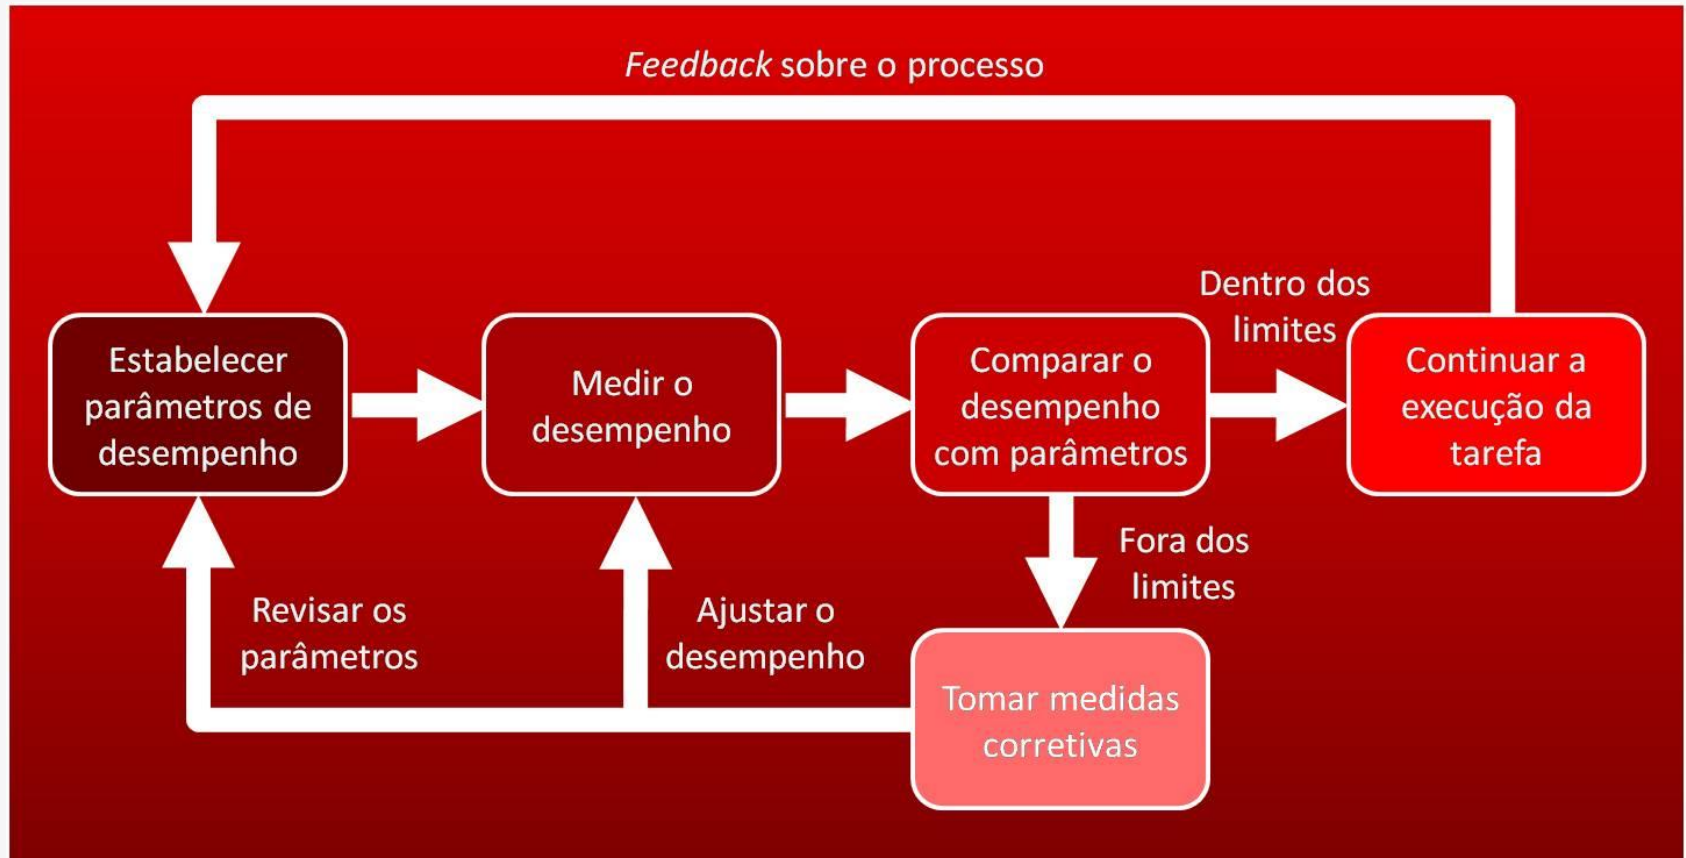 Feedback sobre o processo
Estabelecer
parâmetros de
desempenho
Medir o
desempenho
Comparar o
desempenho
com parâmetros
Dentro dos
limites
Continuar a
execução da
tarefa
Fora dos
limites
Revisar os
parâmetros
Ajustar o
desempenho
Tomar medidas
corretivas